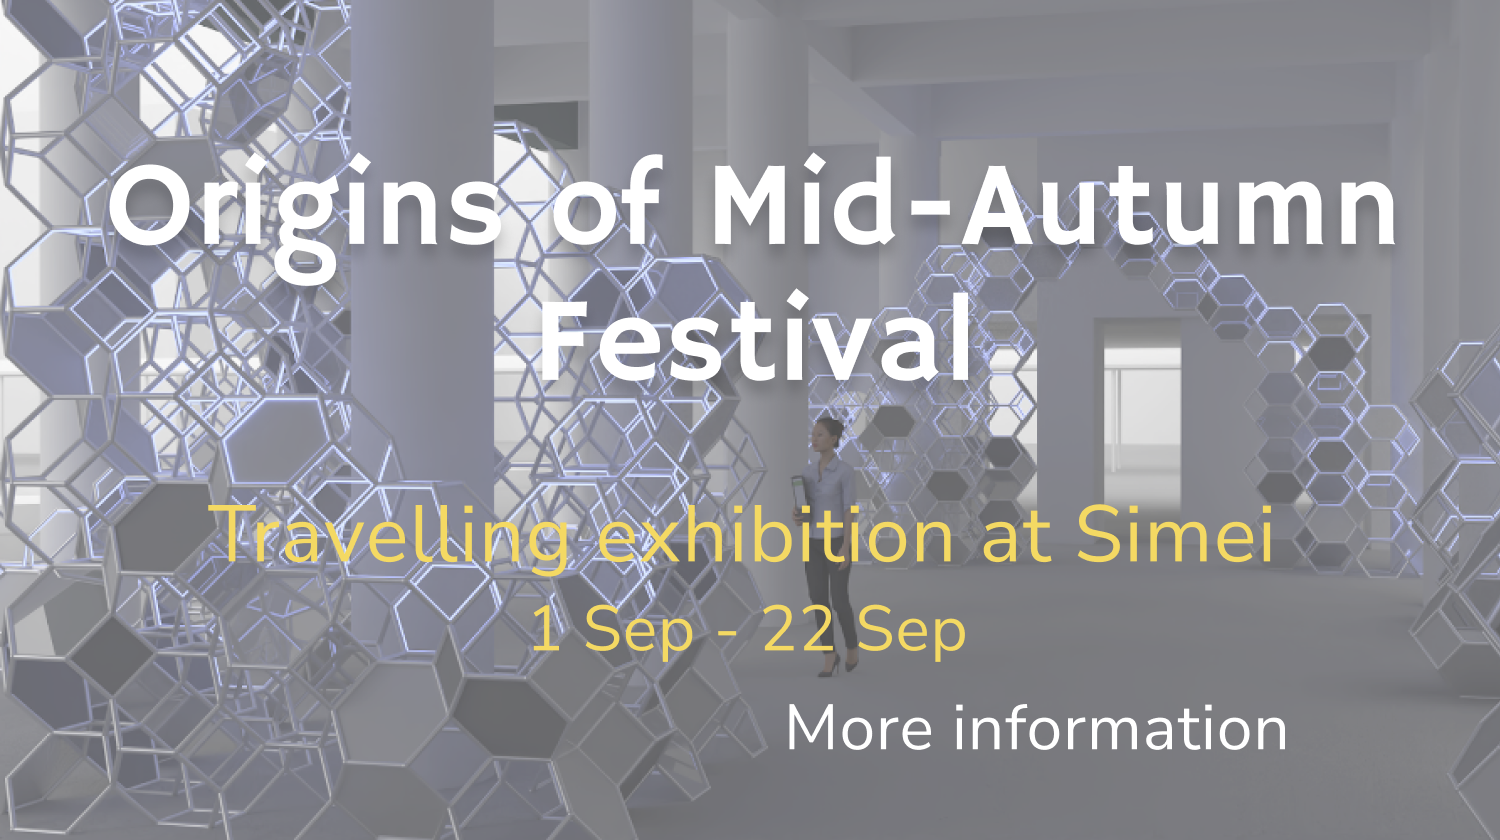 Origins of Mid-Autumn
Festival
Travelling exhibition at Simei
1 Sep - 22 Sep
More information